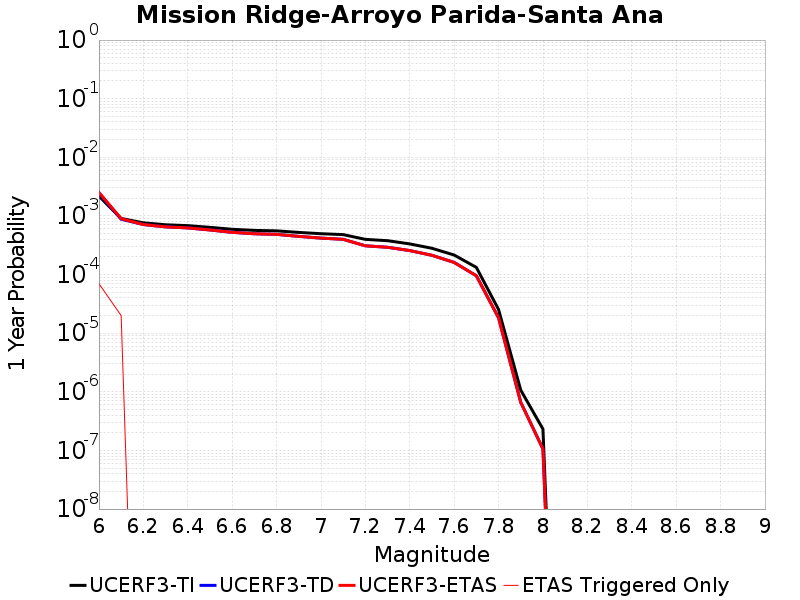 Mission Ridge-Arroyo Parida-Santa Ana
1 Year Probability
10^0
10^-1
10^-2
10^-3
10^-4
10^-5
10^-6
10^-7
10^-8
6 6.2 6.4 6.6 6.8 7 7.2 7.4 7.6 7.8 8 8.2 8.4 8.6 8.8 9
Magnitude
UCERF3-TI UCERF3-TD UCERF3-ETAS ETAS Triggered Only